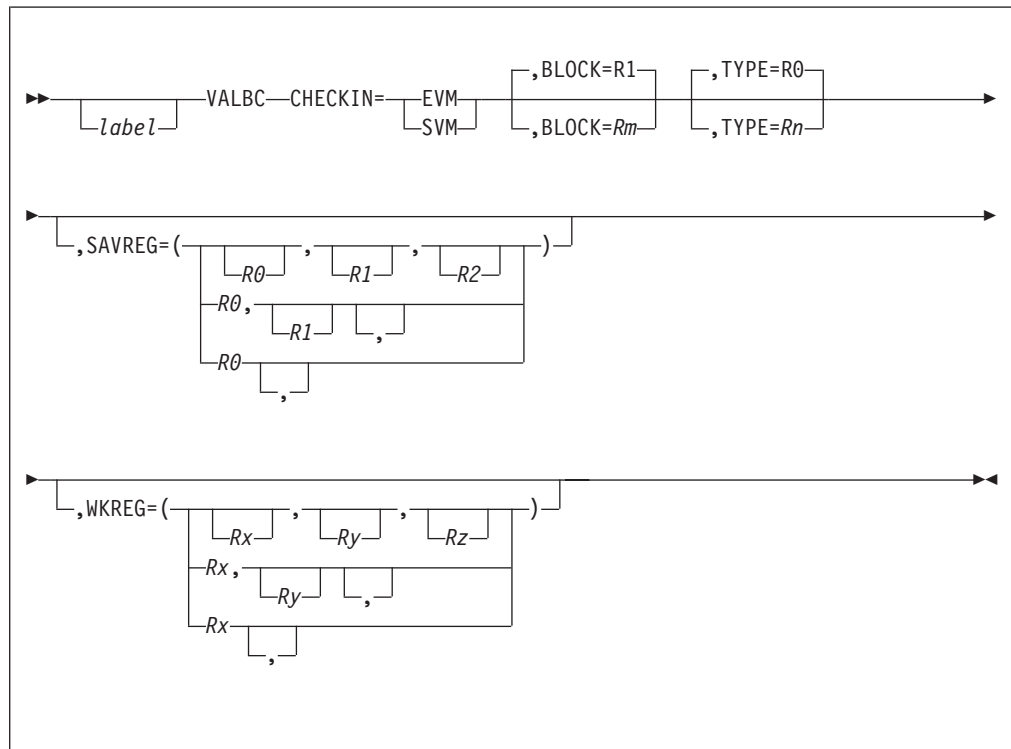 ,BLOCK=R1 ,TYPE=R0
VALBC CHECKIN= EVM
label SVM ,BLOCK=Rm ,TYPE=Rn
,SAVREG=( , , )
R0 R1 R2
R0,
R1 ,
R0
,
,WKREG=( , , )
Rx Ry Rz
Rx,
Ry ,
Rx
,